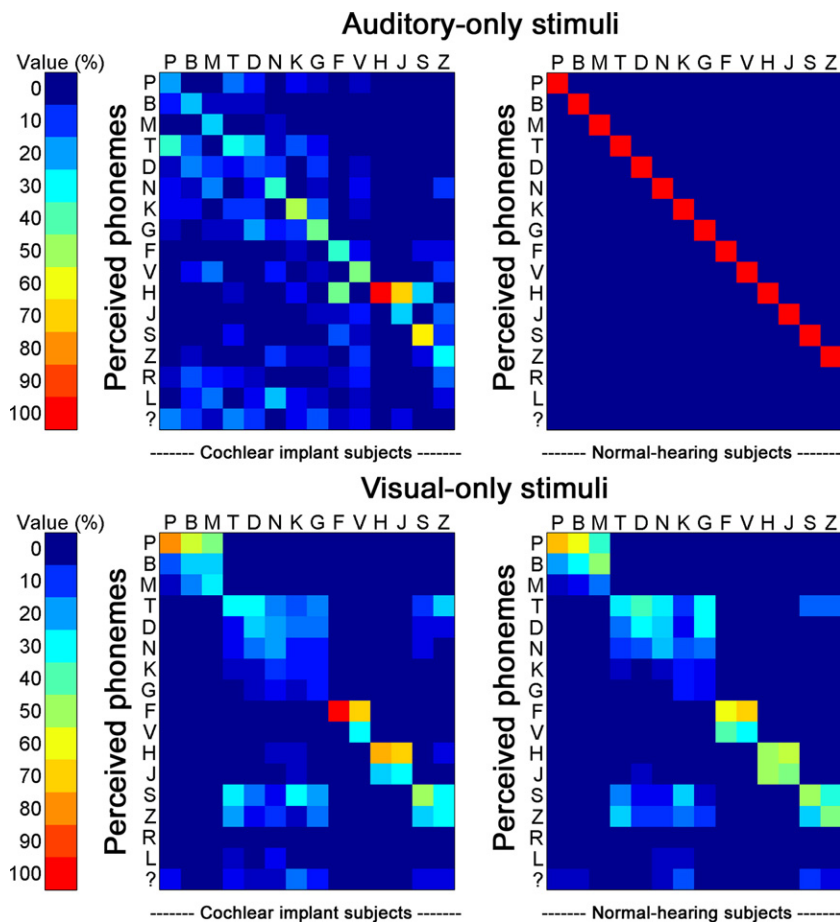 Auditory-only stimuli
Value (%)
P B M T D N K G F V H J S Z
P B M T D N K G F V H J S Z
0
10
20
30
40
50
60
70
80
90
100
Perceived phonemes
P
B
M
T
D
N
K
G
F
V
H
J
S
Z
R
L
?
Perceived phonemes
P
B
M
T
D
N
K
G
F
V
H
J
S
Z
R
L
?
------- Cochlear implant subjects -------
------- Normal-hearing subjects -------
Visual-only stimuli
Value (%)
P B M T D N K G F V H J S Z
P B M T D N K G F V H J S Z
0
10
20
30
40
50
60
70
80
90
100
Perceived phonemes
P
B
M
T
D
N
K
G
F
V
H
J
S
Z
R
L
?
Perceived phonemes
P
B
M
T
D
N
K
G
F
V
H
J
S
Z
R
L
?
------- Cochlear implant subjects -------
------- Normal-hearing subjects -------